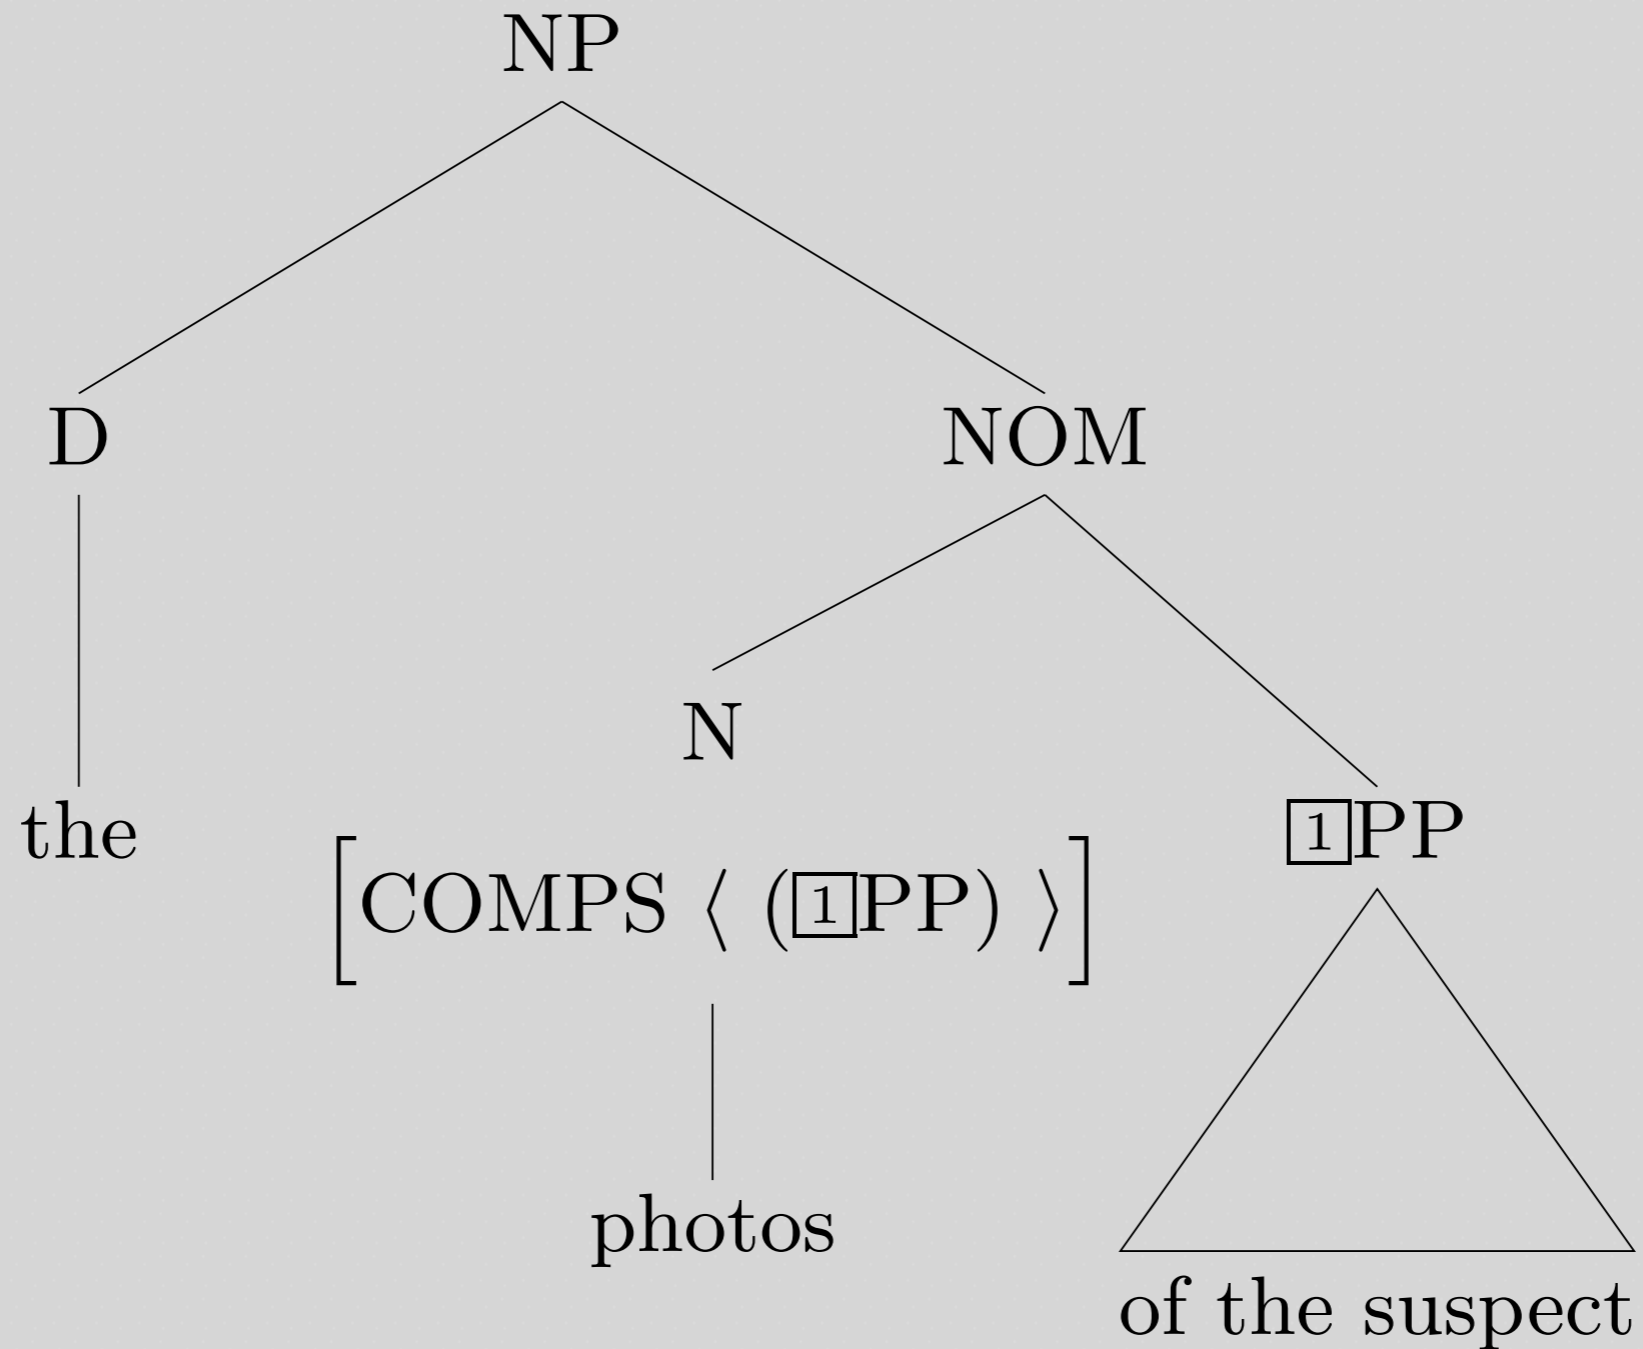 NP
D NOM
N
the 1PP
[COMPS ⟨ (1PP) ⟩]
photos
of the suspect